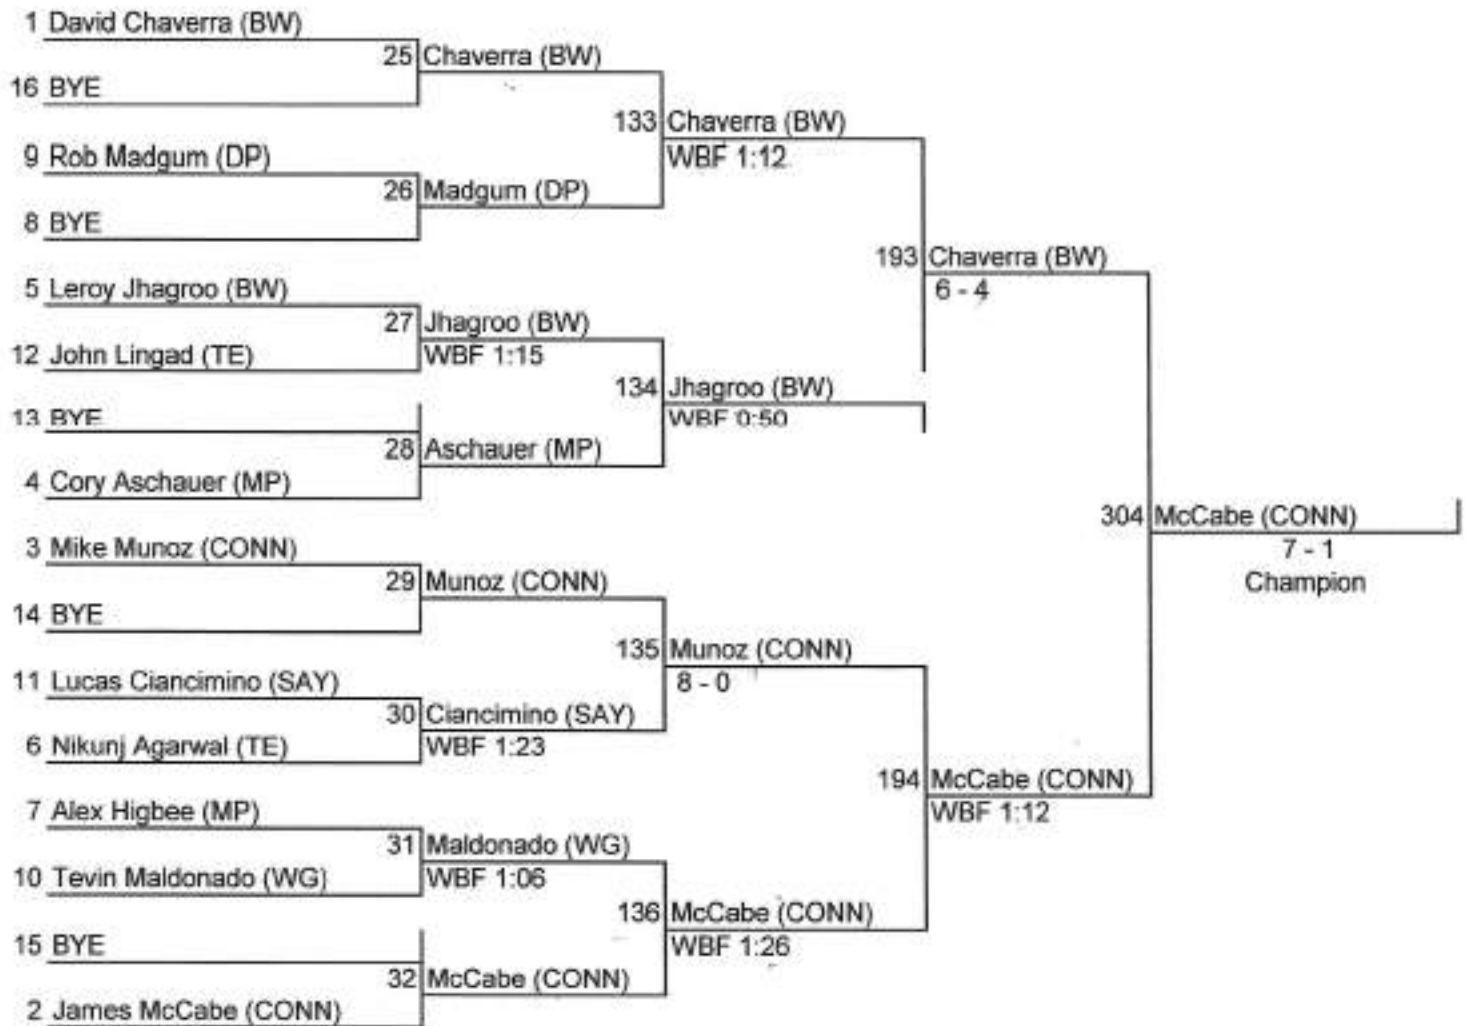 1 David Chaverra (BW)
25 Chaverra (BW)
16 BYE
133 Chaverra (BW)
WBF 1:12
9 Rob Madgum (DP)
26 Madgum (DP)
8 BYE
193 Chaverra (BW)
6 - 4
5 Leroy Jhagroo (BW)
27 Jhagroo (BW)
WBF 1:15
12 John Lingad (TE)
134 Jhagroo (BW)
WBF 0:50
13 BYE
28 Aschauer (MP)
4 Cory Aschauer (MP)
304 McCabe (CONN)
7 - 1
Champion
3 Mike Munoz (CONN)
29 Munoz (CONN)
14 BYE
135 Munoz (CONN)
8 - 0
11 Lucas Ciancimino (SAY)
30 Ciancimino (SAY)
WBF 1:23
6 Nikunj Agarwal (TE)
194 McCabe (CONN)
WBF 1:12
7 Alex Higbee (MP)
31 Maldonado (WG)
WBF 1:06
10 Tevin Maldonado (WG)
136 McCabe (CONN)
WBF 1:26
15 BYE
32 McCabe (CONN)
2 James McCabe (CONN)